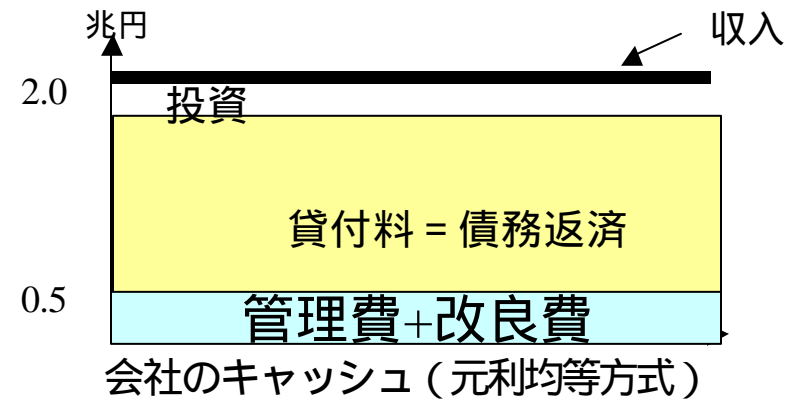 兆円
収入
2.0
投資
貸付料 = 債務返済
0.5
管理費+改良費
会社のキャッシュ（元利均等方式）